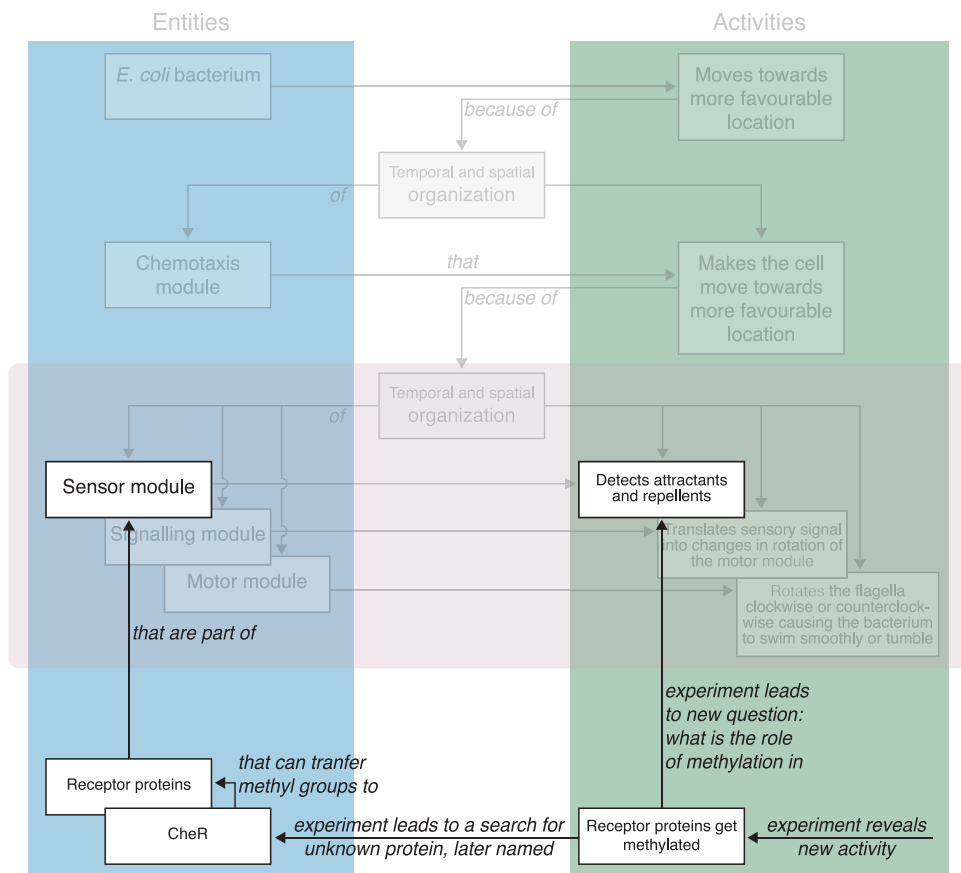 Entities
Activities
E. coli bacterium
Moves towards
more favourable
location
because of
Temporal and spatial
organization
of
Chemotaxis
module
that
Makes the cell
move towards
more favourable
location
because of
Temporal and spatial
organization
of
Sensor module
Detects attractants
and repellents
Signalling module
Translates sensory signal
into changes in rotation of
the motor module
Motor module
Rotates the flagella
clockwise or counterclock-
wise causing the bacterium
to swim smoothly or tumble
that are part of
experiment leads
to new question:
what is the role
of methylation in
that can tranfer
methyl groups to
Receptor proteins
CheR
experiment leads to a search for
unknown protein, later named
Receptor proteins get
methylated
experiment reveals
new activity